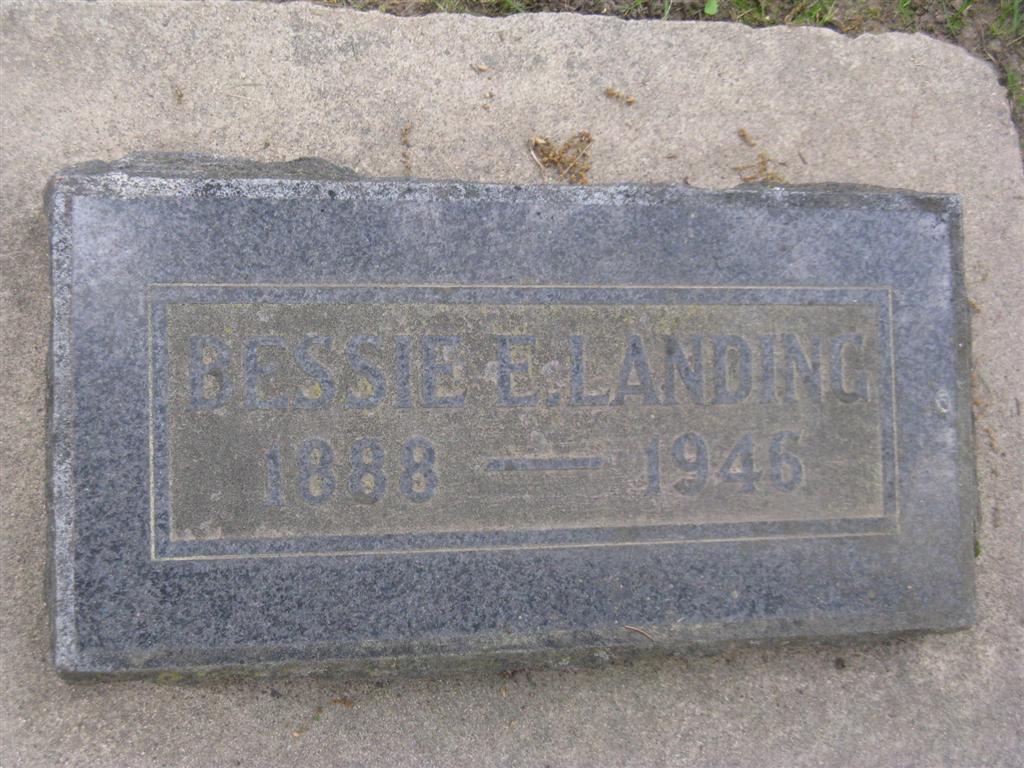 BESSIE E. LANDING
1888 — 1946